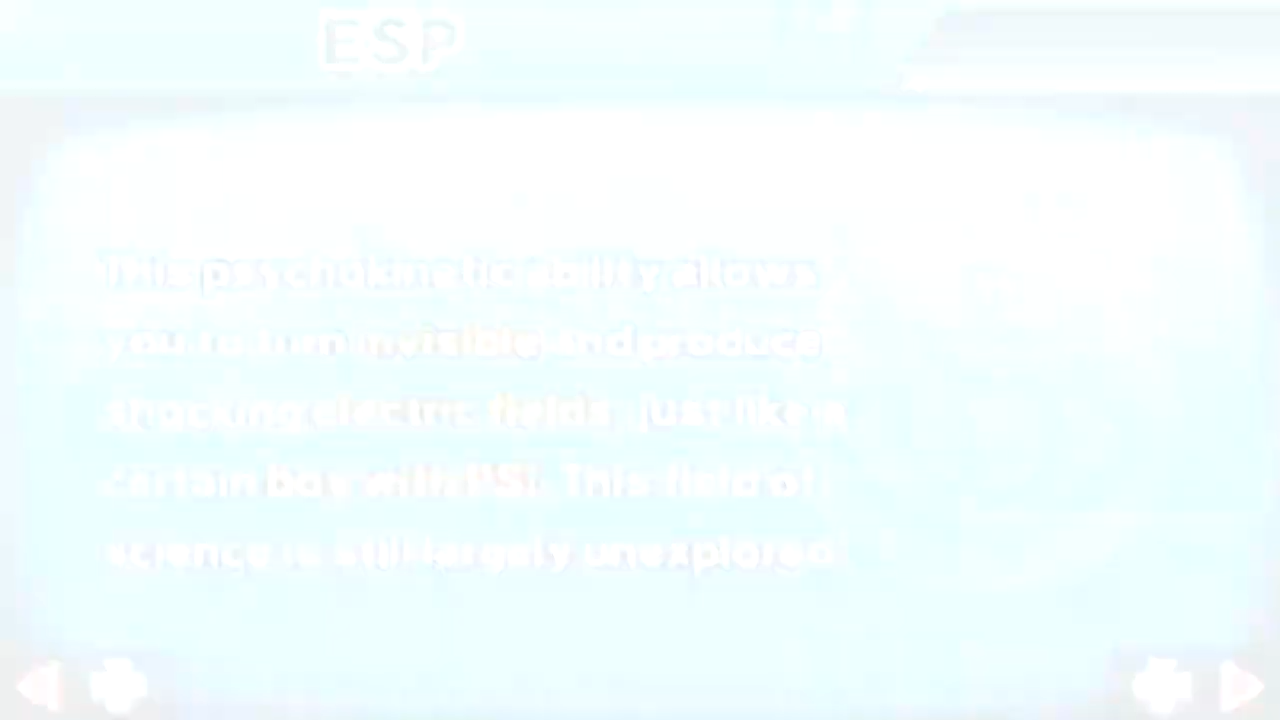 ESP
This psychokinetic ability allows
you to turn invisible and produce
shocking electric fields, just like a
certain boy with PSI. This field of
science is still largely unexplored.